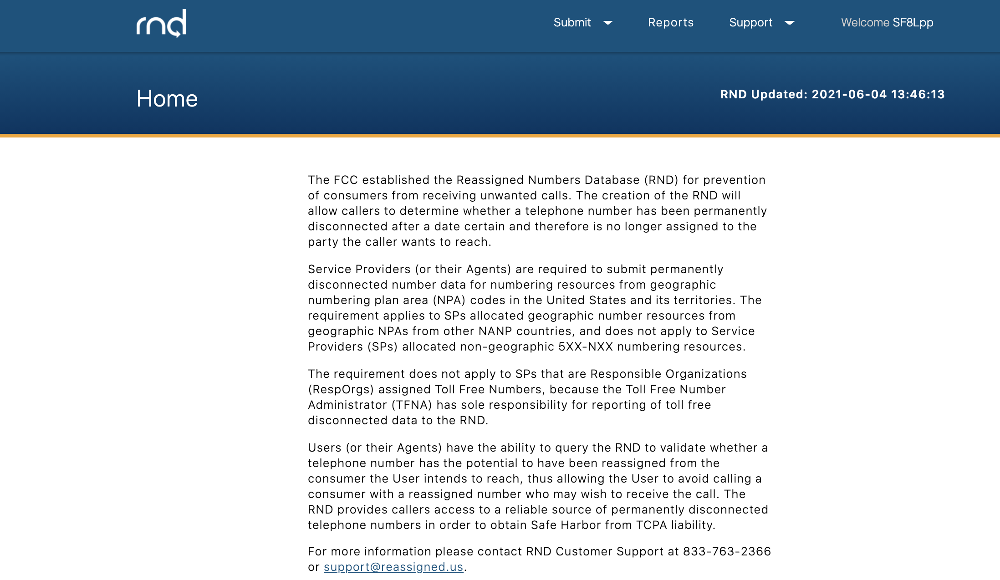 rnd
Submit Reports Support Welcome SF8Lpp
Home
RND Updated: 2021-06-04 13:46:13
The FCC established the Reassigned Numbers Database (RND) for prevention
of consumers from receiving unwanted calls. The creation of the RND will
allow callers to determine whether a telephone number has been permanently
disconnected after a date certain and therefore is no longer assigned to the
party the caller wants to reach.
Service Providers (or their Agents) are required to submit permanently
disconnected number data for numbering resources from geographic
numbering plan area (NPA) codes in the United States and its territories. The
requirement applies to SPs allocated geographic number resources from
geographic NPAs from other NANP countries, and does not apply to Service
Providers (SPs) allocated non-geographic 5XX-NXX numbering resources.
The requirement does not apply to SPs that are Responsible Organizations
(RespOrgs) assigned Toll Free Numbers, because the Toll Free Number
Administrator (TFNA) has sole responsibility for reporting of toll free
disconnected data to the RND.
Users (or their Agents) have the ability to query the RND to validate whether a
telephone number has the potential to have been reassigned from the
consumer the User intends to reach, thus allowing the User to avoid calling a
consumer with a reassigned number who may wish to receive the call. The
RND provides callers access to a reliable source of permanently disconnected
telephone numbers in order to obtain Safe Harbor from TCPA liability.
For more information please contact RND Customer Support at 833-763-2366
or support@reassigned.us.